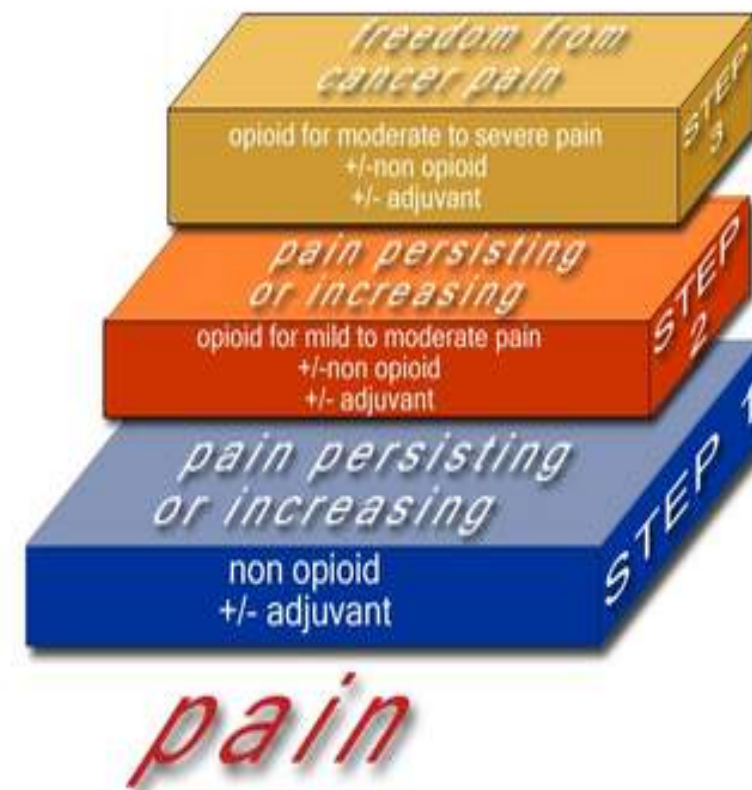 freedom from
cancer pain
opioid for moderate to severe pain
+/-non opioid
+/- adjuvant
STEP 3
pain persisting
or increasing
opioid for mild to moderate pain
+/-non opioid
+/- adjuvant
STEP 2
pain persisting
or increasing
non opioid
+/- adjuvant
STEP 1
pain